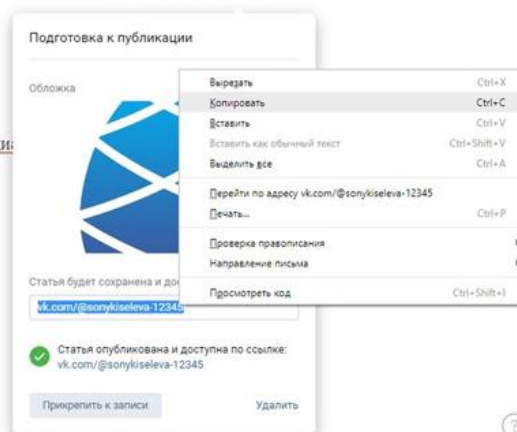 Подготовка к публикации
Обложка
Вырезать Ctrl+X
Копировать Ctrl+C
Вставить Ctrl+V
Вставить как обычный текст Ctrl+Shift+V
Выделить все Ctrl+A
Перейти по адресу vk.com/@sonykiseleva-12345
Печать... Ctrl+P
Проверка правописания
Направление письма
Просмотреть код Ctrl+Shift+I
Статья будет сохранена и дос
vk.com/@sonykiseleva-12345
Статья опубликована и доступна по ссылке:
vk.com/@sonykiseleva-12345
Прикрепить к записи Удалить
?